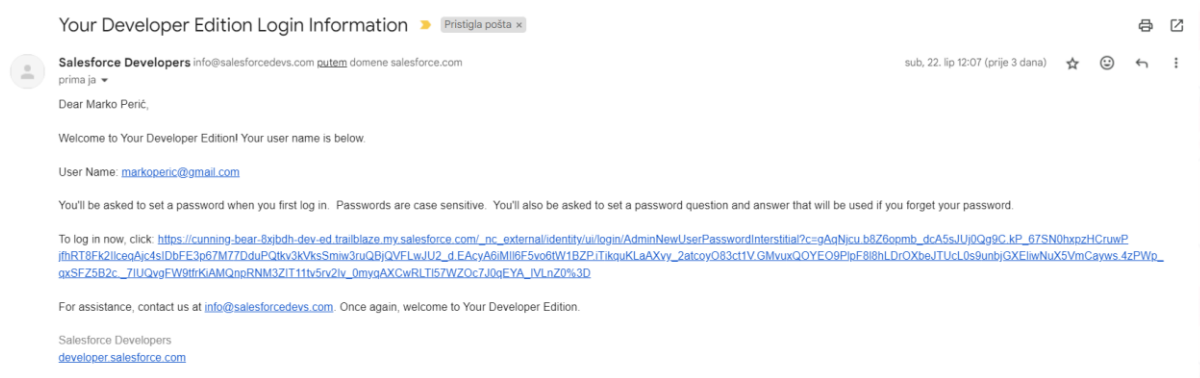 Your Developer Edition Login Information Pristigla pošta ×
Salesforce Developers info@salesforcedevs.com putem domene salesforce.com sub, 22. lip 12:07 (prije 3 dana)
prima ja
Dear Marko Perić,
Welcome to Your Developer Edition! Your user name is below.
User Name: markoperic@gmail.com
You'll be asked to set a password when you first log in. Passwords are case sensitive. You'll also be asked to set a password question and answer that will be used if you forget your password.
To log in now, click: https://cunning-bear-8xjbdh-dev-ed.trailblaze.my.salesforce.com/_nc_external/identity/ui/login/AdminNewUserPasswordInterstitial?
For assistance, contact us at info@salesforcedevs.com. Once again, welcome to Your Developer Edition.
Salesforce Developers
developer.salesforce.com